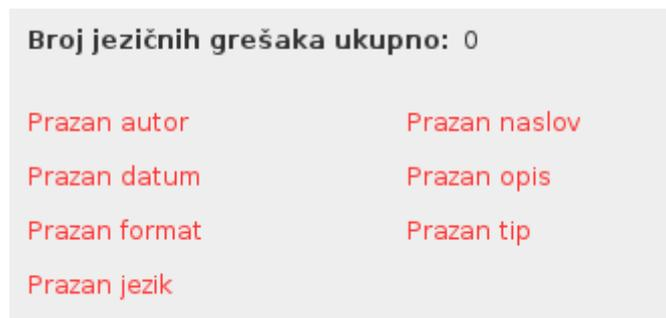 Broj jezičnih grešaka ukupno: 0
Prazan autor Prazan naslov
Prazan datum Prazan opis
Prazan format Prazan tip
Prazan jezik